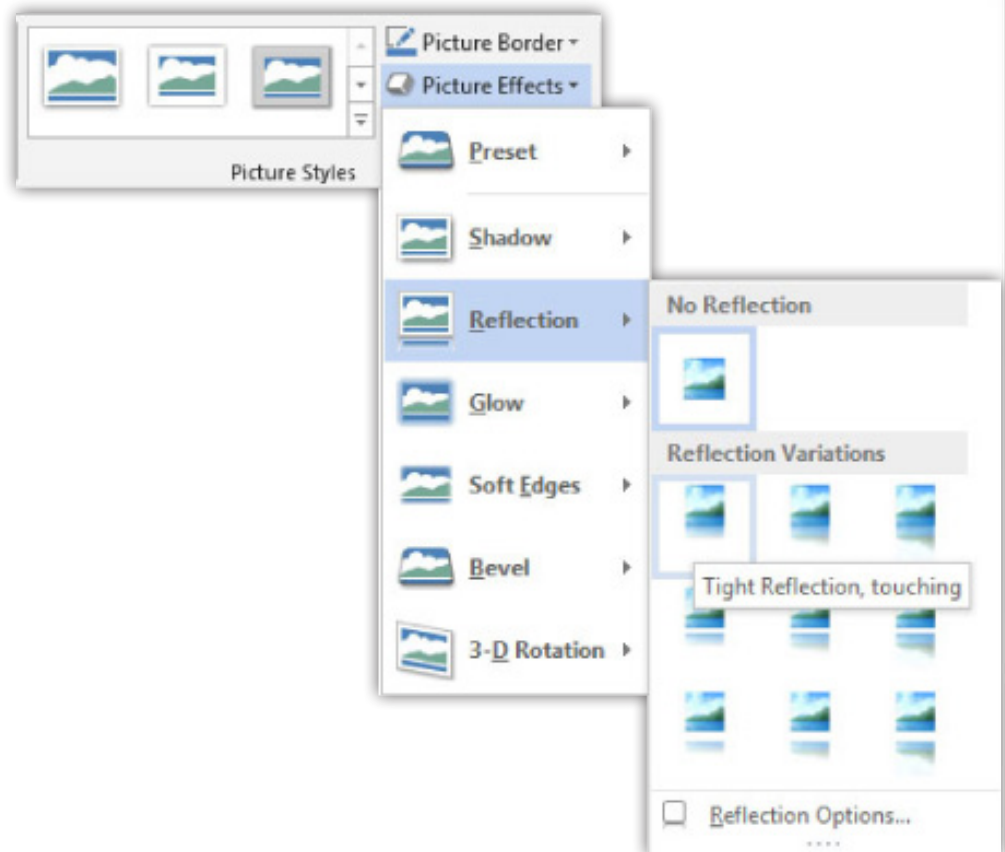 Picture Border
Picture Effects
Picture Styles
Preset
Shadow
Reflection
Glow
Soft Edges
Bevel
3-D Rotation
No Reflection
Reflection Variations
Tight Reflection, touching
Reflection Options...